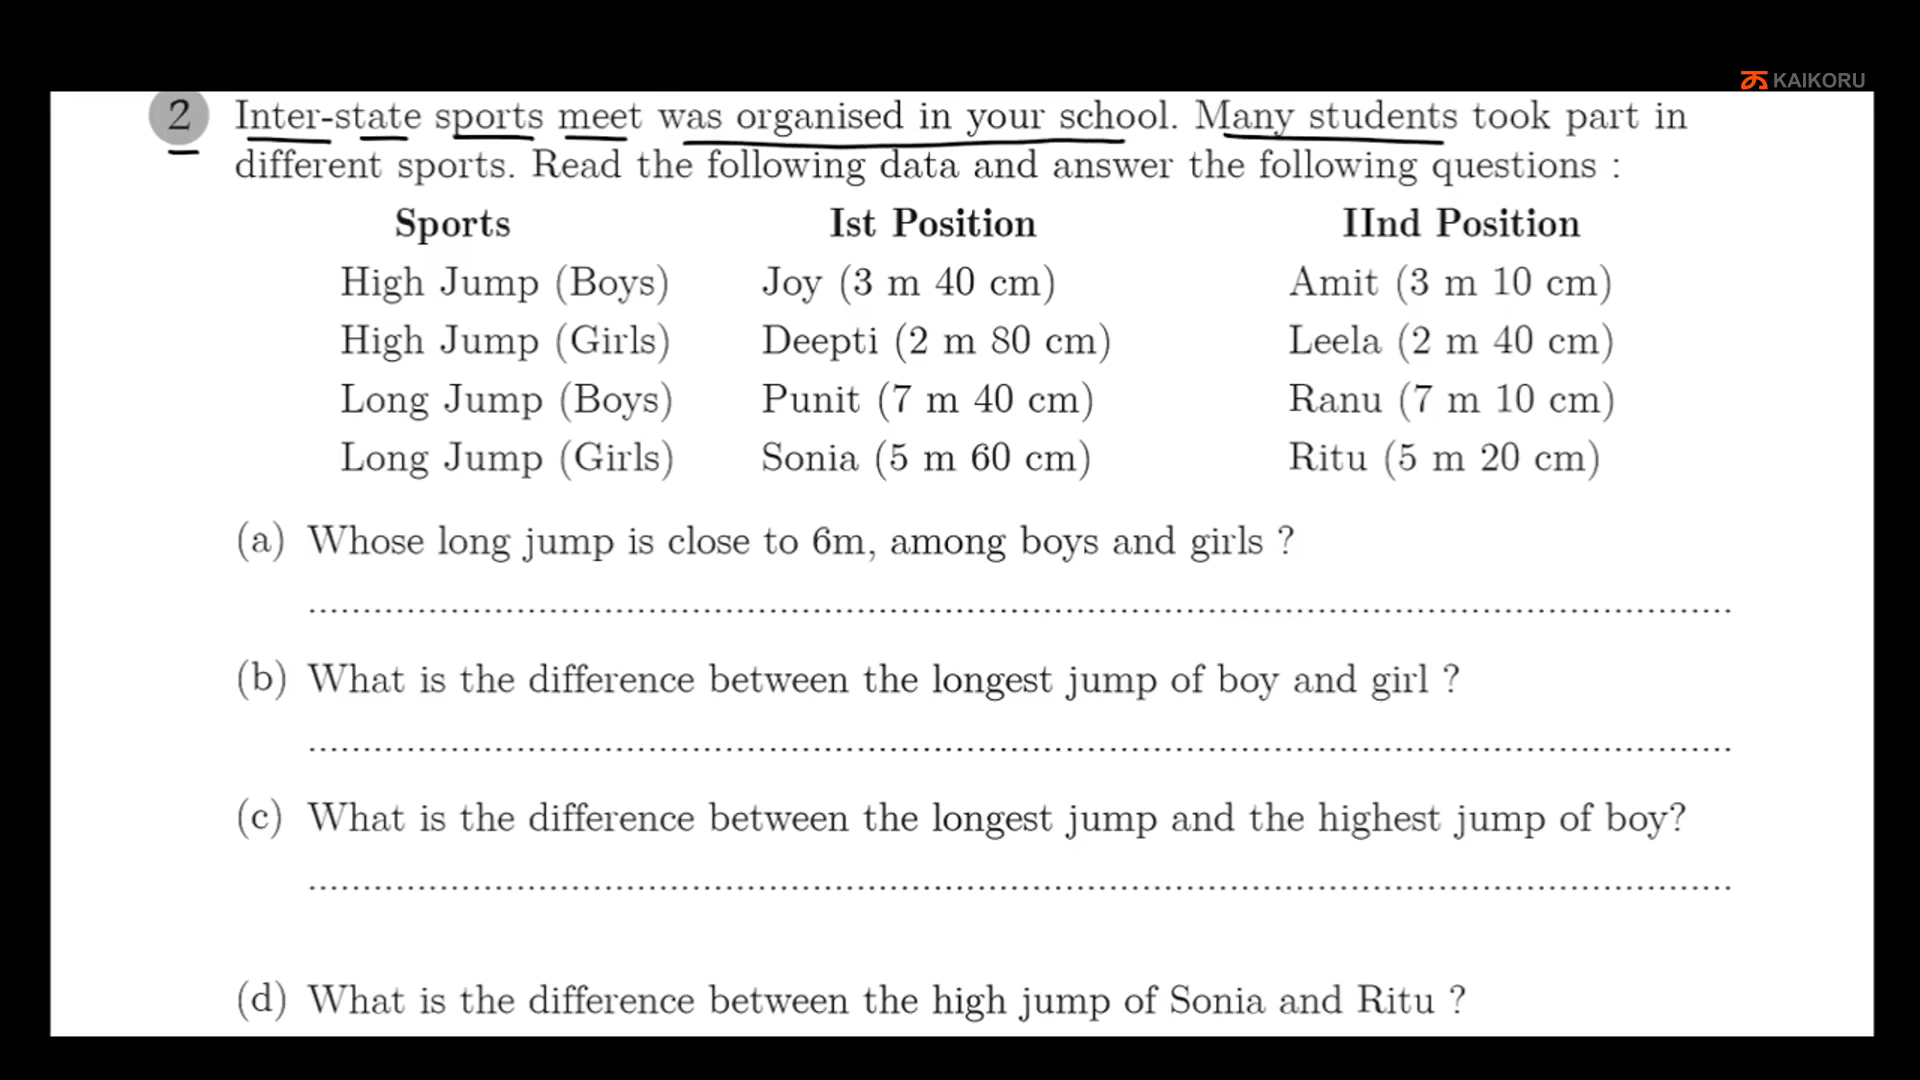 KAIKORU
2 Inter-state sports meet was organised in your school. Many students took part in
different sports. Read the following data and answer the following questions :
Sports Ist Position IInd Position
High Jump (Boys) Joy (3 m 40 cm) Amit (3 m 10 cm)
High Jump (Girls) Deepti (2 m 80 cm) Leela (2 m 40 cm)
Long Jump (Boys) Punit (7 m 40 cm) Ranu (7 m 10 cm)
Long Jump (Girls) Sonia (5 m 60 cm) Ritu (5 m 20 cm)
(a) Whose long jump is close to 6m, among boys and girls ?
(b) What is the difference between the longest jump of boy and girl ?
(c) What is the difference between the longest jump and the highest jump of boy?
(d) What is the difference between the high jump of Sonia and Ritu ?